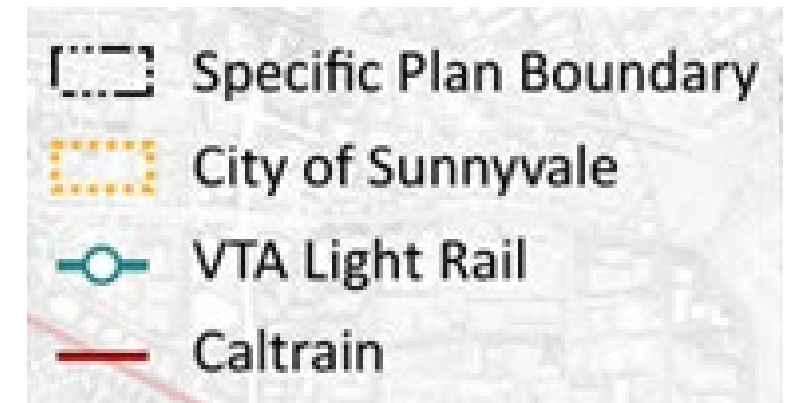 Specific Plan Boundary
City of Sunnyvale
VTA Light Rail
Caltrain